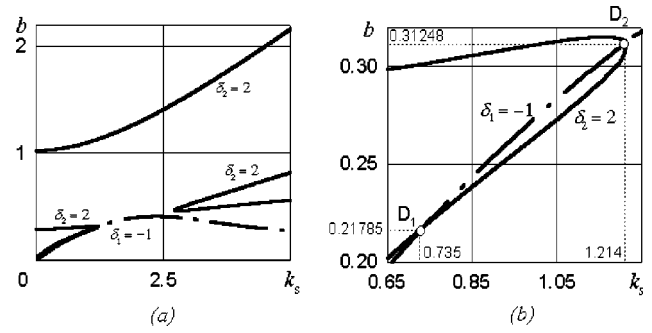 b
2
δ₂ = 2
1
δ₂ = 2
δ₂ = 2
δ₁ = −1
0
2.5
kₛ
(a)
b
D₂
0.31248
0.30
δ₁ = −1
δ₂ = 2
0.25
D₁
0.21785
0.735
1.214
0.20
0.65
0.85
1.05
kₛ
(b)